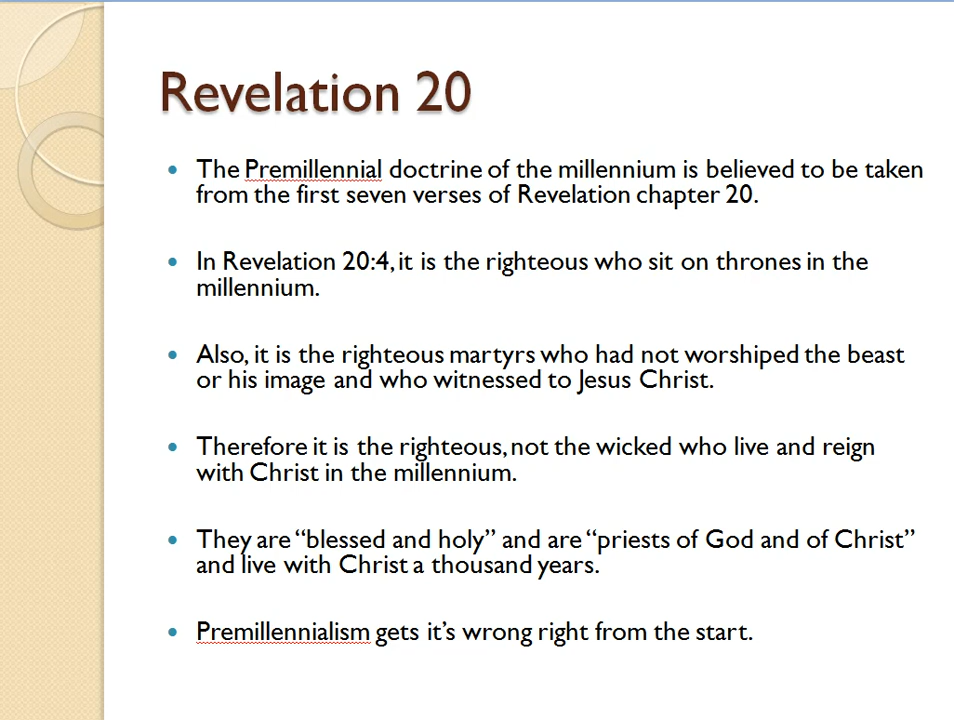 Revelation 20
• The Premillennial doctrine of the millennium is believed to be taken
from the first seven verses of Revelation chapter 20.
• In Revelation 20:4, it is the righteous who sit on thrones in the
millennium.
• Also, it is the righteous martyrs who had not worshiped the beast
or his image and who witnessed to Jesus Christ.
• Therefore it is the righteous, not the wicked who live and reign
with Christ in the millennium.
• They are “blessed and holy” and are “priests of God and of Christ”
and live with Christ a thousand years.
• Premillennialism gets it’s wrong right from the start.